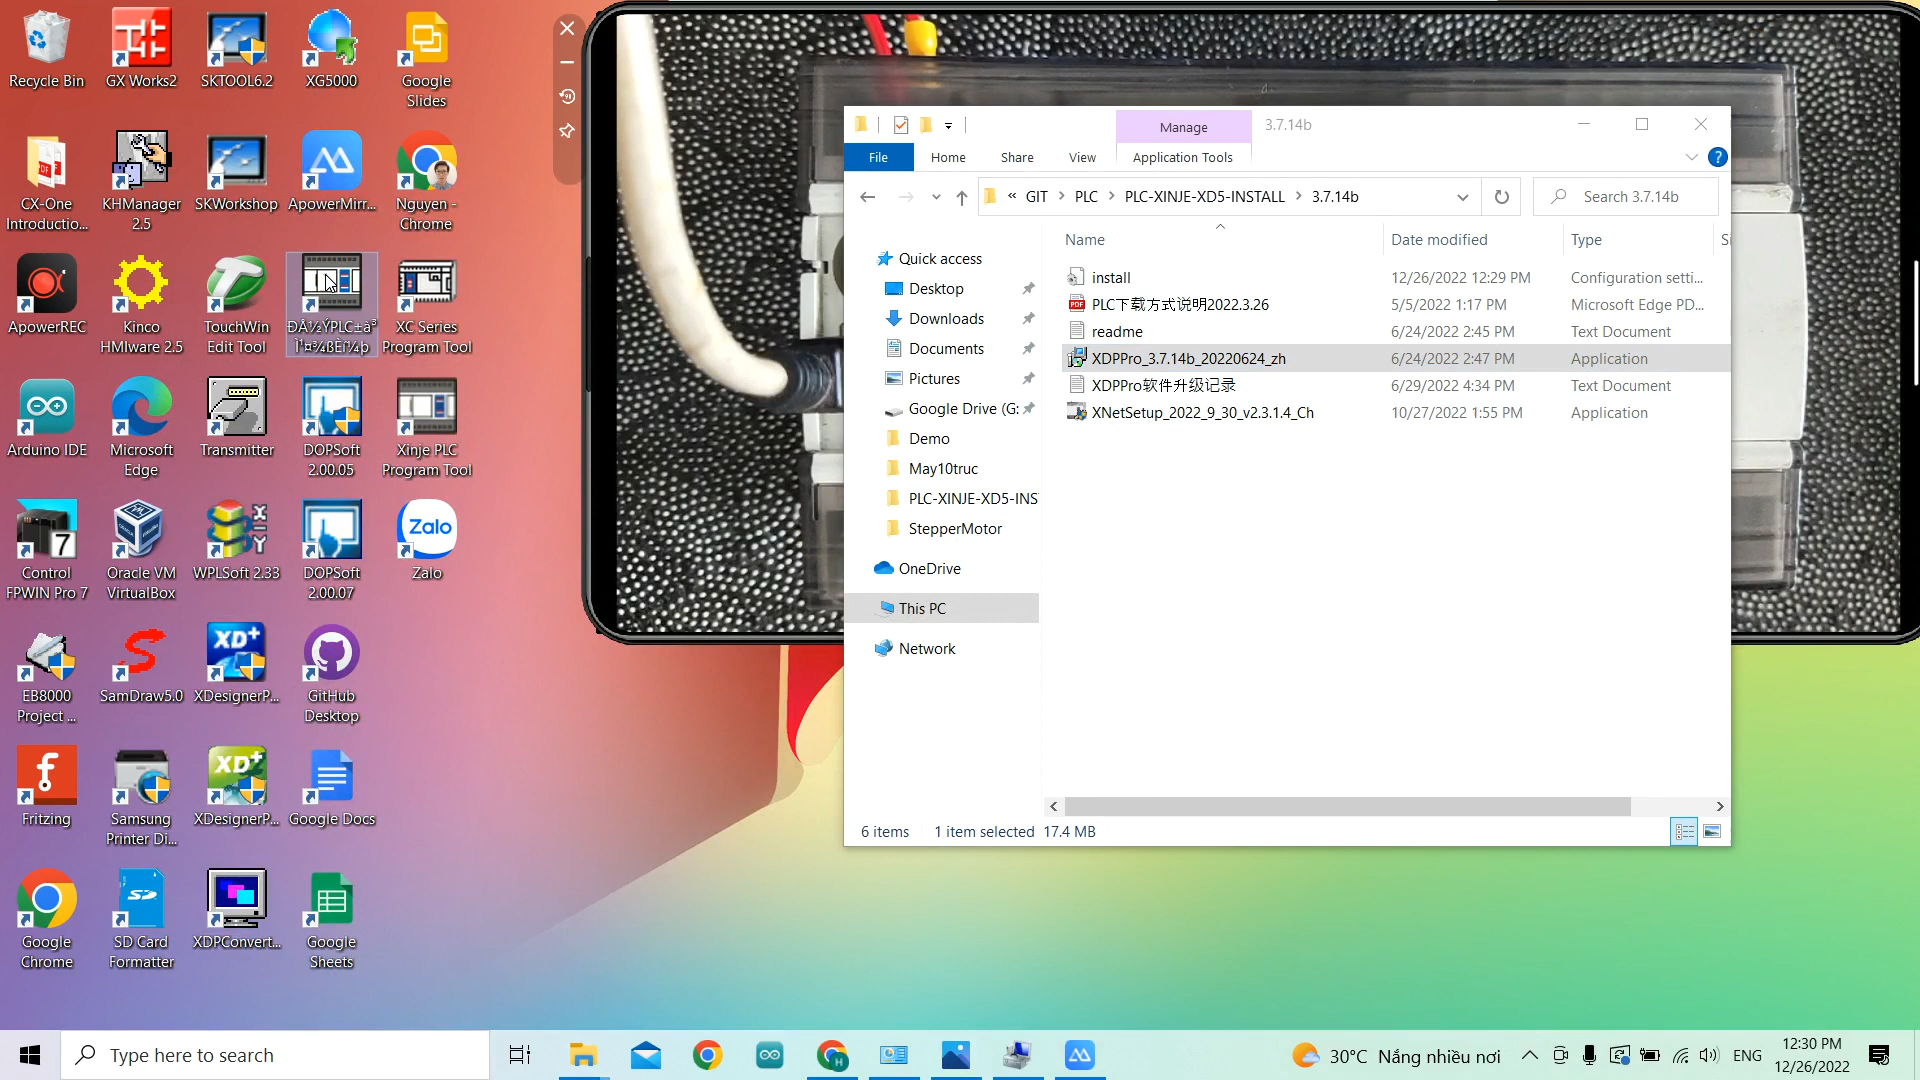 Recycle Bin
GX Works2
SKTOOL6.2
XG5000
Google
Slides
CX-One
Introductio...
KHManager
2.5
SKWorkshop
ApowerMirr...
Nguyen -
Chrome
ApowerREC
Kinco
HMIware 2.5
TouchWin
Edit Tool
ÐÅ½ÝPLC±à³
Ì¹¤¾ßÈí¼þ
XC Series
Program Tool
Arduino IDE
Microsoft
Edge
Transmitter
DOPSoft
2.00.05
Xinje PLC
Program Tool
7
Control
FPWIN Pro 7
Oracle VM
VirtualBox
WPLSoft 2.33
DOPSoft
2.00.07
Zalo
Zalo
EB8000
Project ...
SamDraw5.0
XD+
XDesignerP...
GitHub
Desktop
Fritzing
Samsung
Printer Di...
XD+
XDesignerP...
Google Docs
Google
Chrome
SD
SD Card
Formatter
XDPConvert...
Google
Sheets
Manage
3.7.14b
File
Home
Share
View
Application Tools
« GIT > PLC > PLC-XINJE-XD5-INSTALL > 3.7.14b
Search 3.7.14b
Name
Date modified
Type
Si
Quick access
Desktop
Downloads
Documents
Pictures
Google Drive (G:
Demo
May10truc
PLC-XINJE-XD5-INS
StepperMotor
OneDrive
This PC
Network
install 12/26/2022 12:29 PM Configuration setti...
PLC下载方式说明2022.3.26 5/5/2022 1:17 PM Microsoft Edge PD...
readme 6/24/2022 2:45 PM Text Document
XDPPro_3.7.14b_20220624_zh 6/24/2022 2:47 PM Application
XDPPro软件升级记录 6/29/2022 4:34 PM Text Document
XNetSetup_2022_9_30_v2.3.1.4_Ch 10/27/2022 1:55 PM Application
6 items
1 item selected 17.4 MB
Type here to search
30°C Nắng nhiều nơi
ENG
12:30 PM
12/26/2022